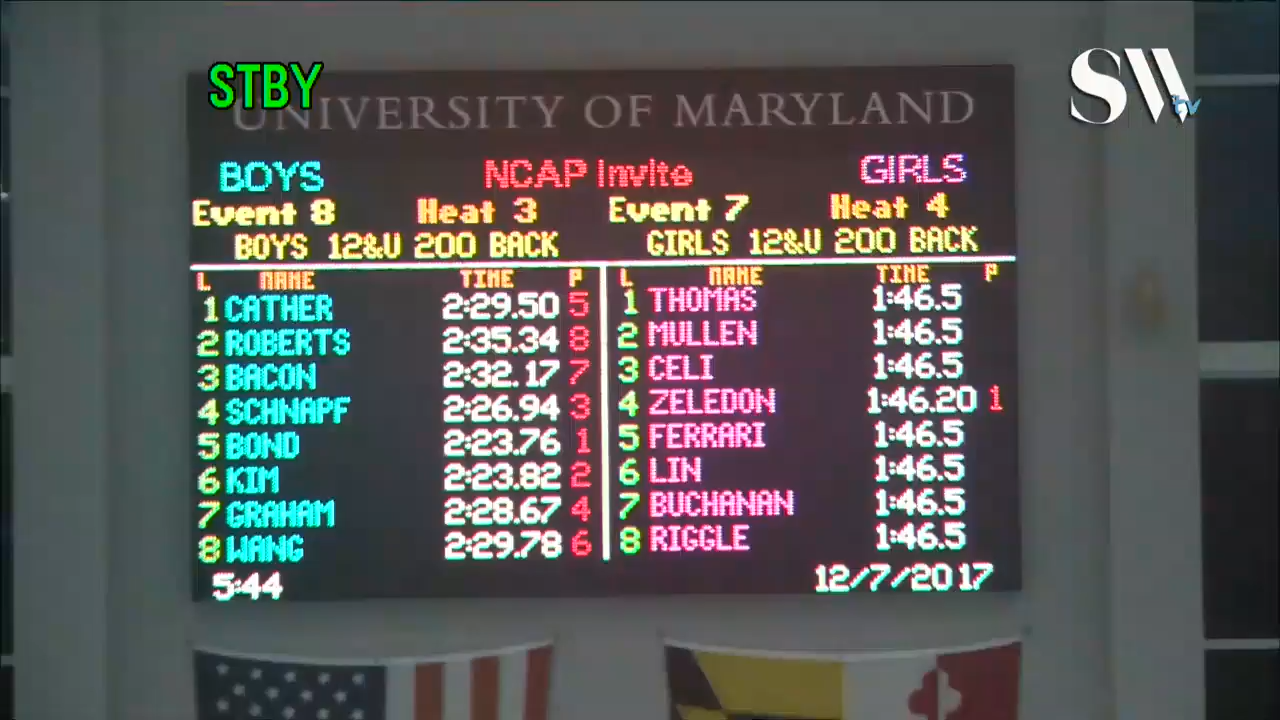 STBY
SW tv
UNIVERSITY OF MARYLAND
BOYS NCAP Invite GIRLS
Event 8 Heat 3 Event 7 Heat 4
BOYS 12&U 200 BACK GIRLS 12&U 200 BACK
L NAME TIME P L NAME TIME P
1 CATHER 2:29.50 5 1 THOMAS 1:46.5
2 ROBERTS 2:35.34 8 2 MULLEN 1:46.5
3 BACON 2:32.17 7 3 CELI 1:46.5
4 SCHNAPF 2:26.94 3 4 ZELEDON 1:46.20 1
5 BOND 2:23.76 1 5 FERRARI 1:46.5
6 KIM 2:23.82 2 6 LIN 1:46.5
7 GRAHAM 2:28.67 4 7 BUCHANAN 1:46.5
8 WANG 2:29.78 6 8 RIGGLE 1:46.5
5:44 12/7/2017